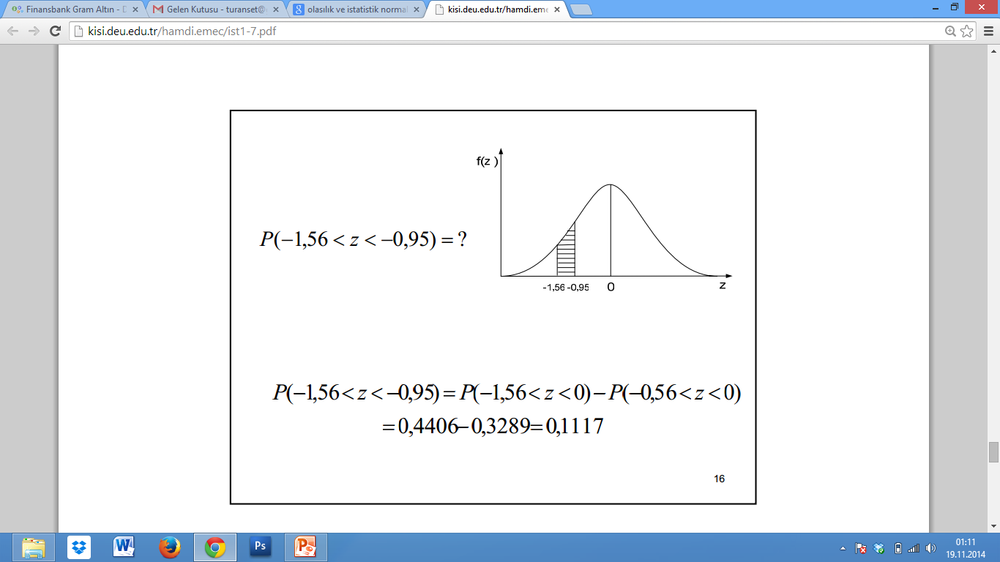 Finansbank Gram Altın - D
Gelen Kutusu - turanset@
olasılık ve istatistik normal
kisi.deu.edu.tr/hamdi.eme
kisi.deu.edu.tr/hamdi.emec/ist1-7.pdf
f(z )
P(−1,56 < z < −0,95) = ?
-1,56 -0,95 0 z
P(−1,56 < z < −0,95) = P(−1,56 < z < 0) − P(−0,56 < z < 0)
= 0,4406 − 0,3289 = 0,1117
16
01:11
19.11.2014